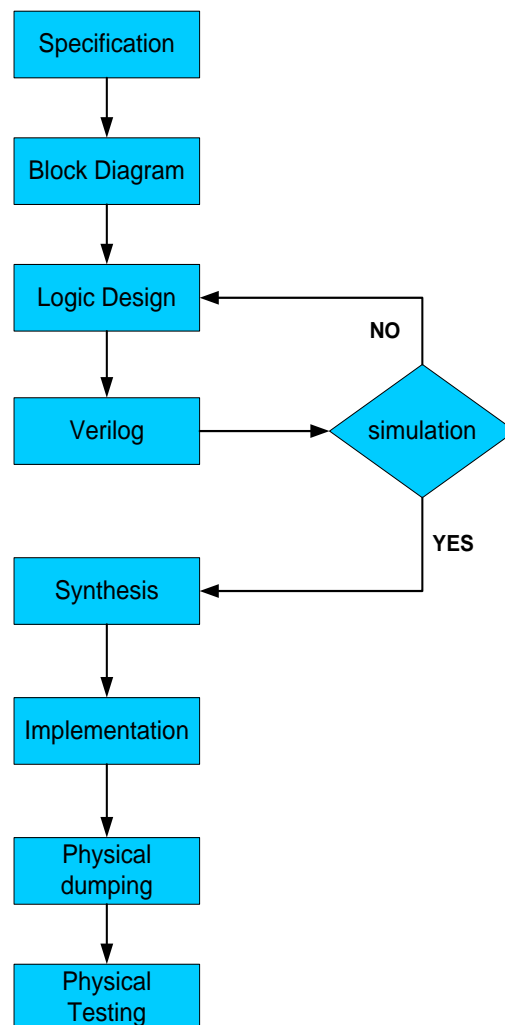 Specification
Block Diagram
Logic Design
NO
Verilog
simulation
YES
Synthesis
Implementation
Physical
dumping
Physical
Testing